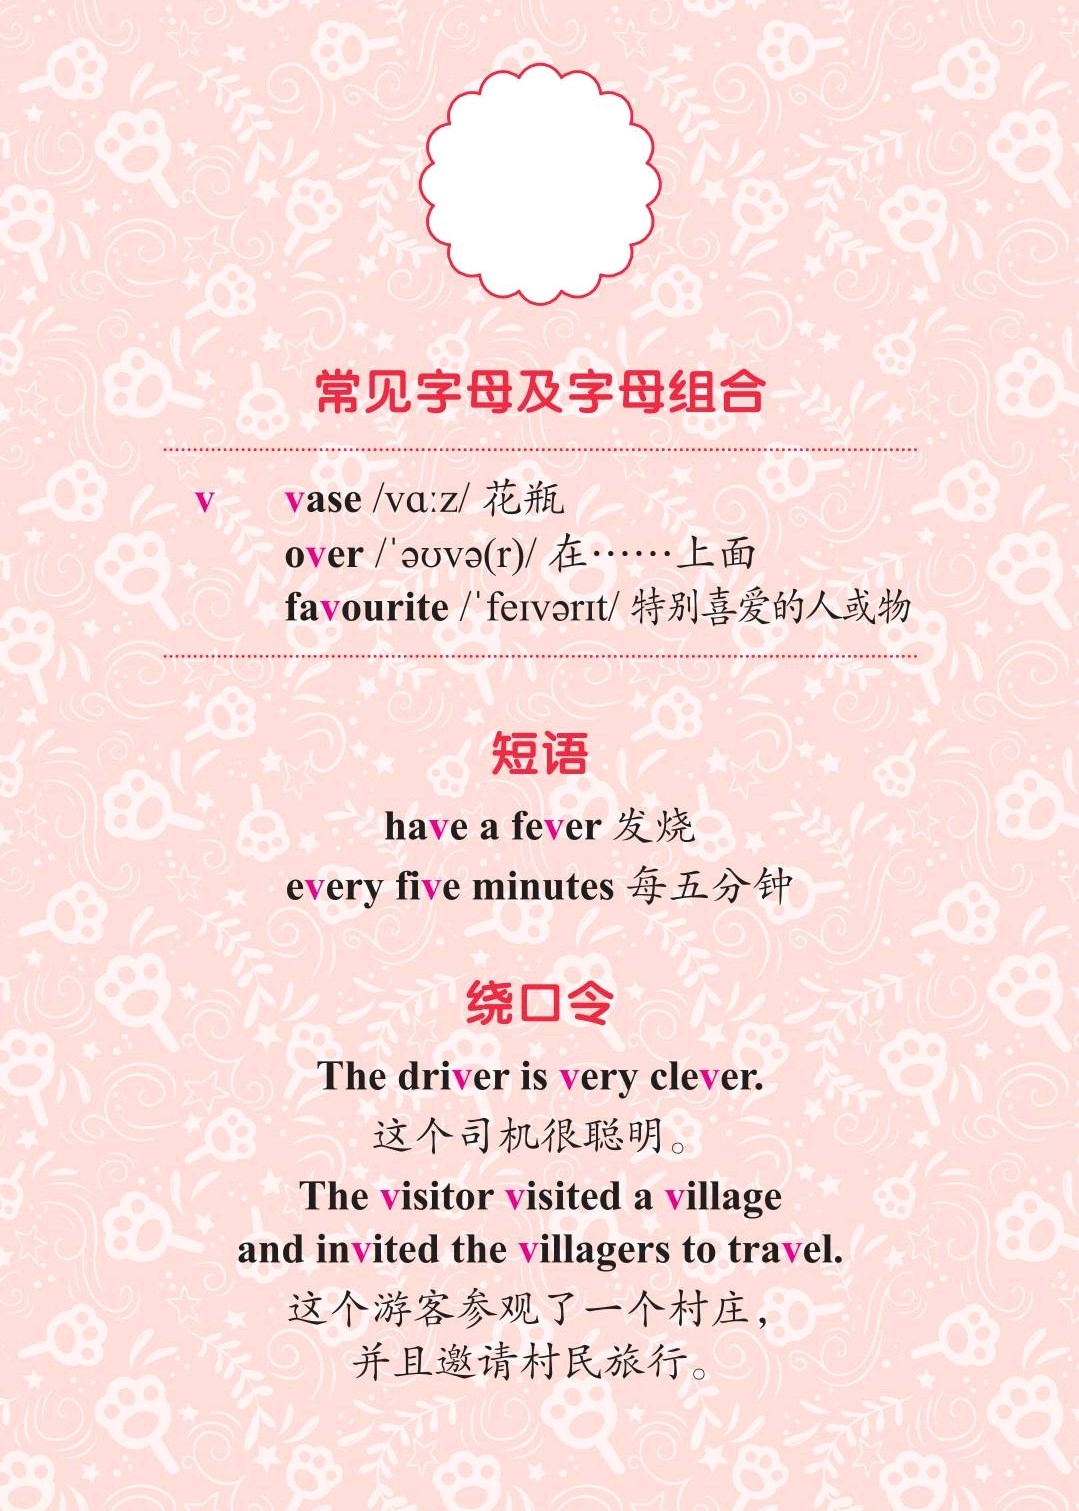 常见字母及字母组合
v vase /vɑːz/ 花瓶
over /ˈəʊvə(r)/ 在……上面
favourite /ˈfeɪvərɪt/ 特别喜爱的人或物
短语
have a fever 发烧
every five minutes 每五分钟
绕口令
The driver is very clever.
这个司机很聪明。
The visitor visited a village
and invited the villagers to travel.
这个游客参观了一个村庄，
并且邀请村民旅行。